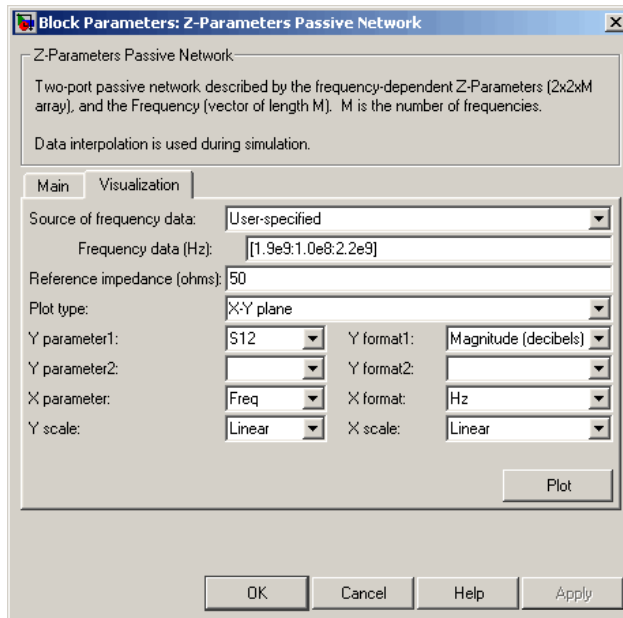 Block Parameters: Z-Parameters Passive Network
Z-Parameters Passive Network
Two-port passive network described by the frequency-dependent Z-Parameters (2x2xM
array), and the Frequency (vector of length M). M is the number of frequencies.
Data interpolation is used during simulation.
Main Visualization
Source of frequency data: User-specified
Frequency data (Hz): [1.9e9:1.0e8:2.2e9]
Reference impedance (ohms): 50
Plot type: X-Y plane
Y parameter1: S12 Y format1: Magnitude (decibels)
Y parameter2: Y format2:
X parameter: Freq X format: Hz
Y scale: Linear X scale: Linear
Plot
OK Cancel Help Apply